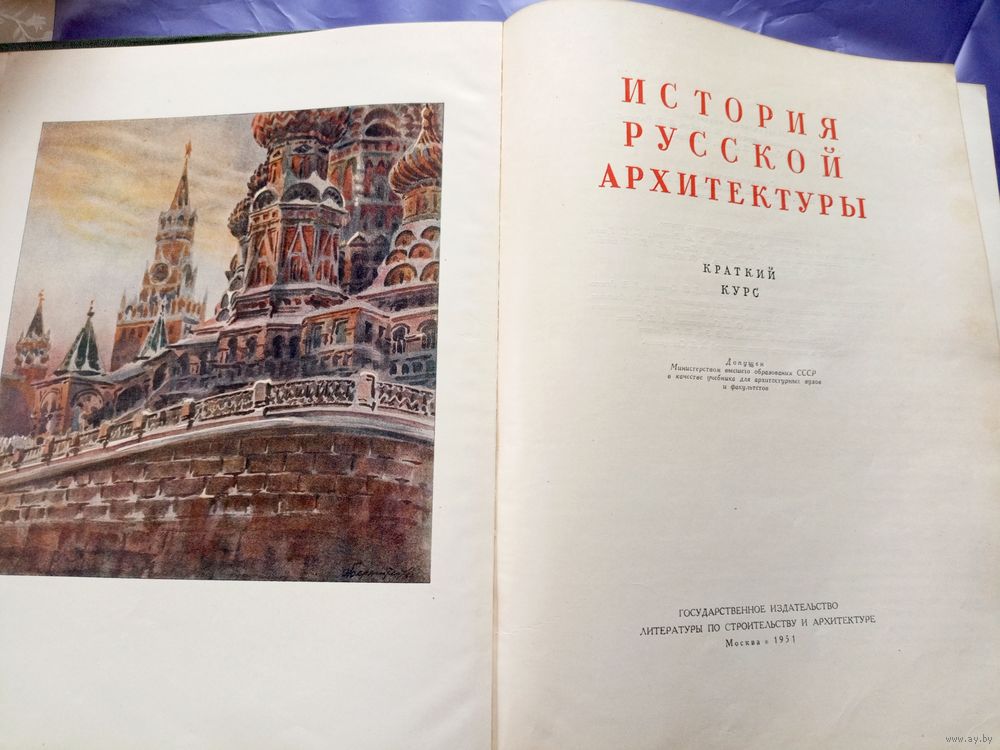 ИСТОРИЯ
РУССКОЙ
АРХИТЕКТУРЫ
КРАТКИЙ
КУРС
Допущен
Министерством высшего образования СССР
в качестве учебника для архитектурных вузов
и факультетов
ГОСУДАРСТВЕННОЕ ИЗДАТЕЛЬСТВО
ЛИТЕРАТУРЫ ПО СТРОИТЕЛЬСТВУ И АРХИТЕКТУРЕ
Москва • 1951
www.ay.by